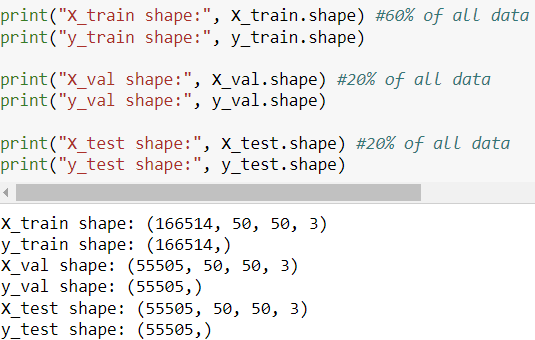 print("X_train shape:", X_train.shape) #60% of all data
print("y_train shape:", y_train.shape)
print("X_val shape:", X_val.shape) #20% of all data
print("y_val shape:", y_val.shape)
print("X_test shape:", X_test.shape) #20% of all data
print("y_test shape:", y_test.shape)
X_train shape: (166514, 50, 50, 3)
y_train shape: (166514,)
X_val shape: (55505, 50, 50, 3)
y_val shape: (55505,)
X_test shape: (55505, 50, 50, 3)
y_test shape: (55505,)